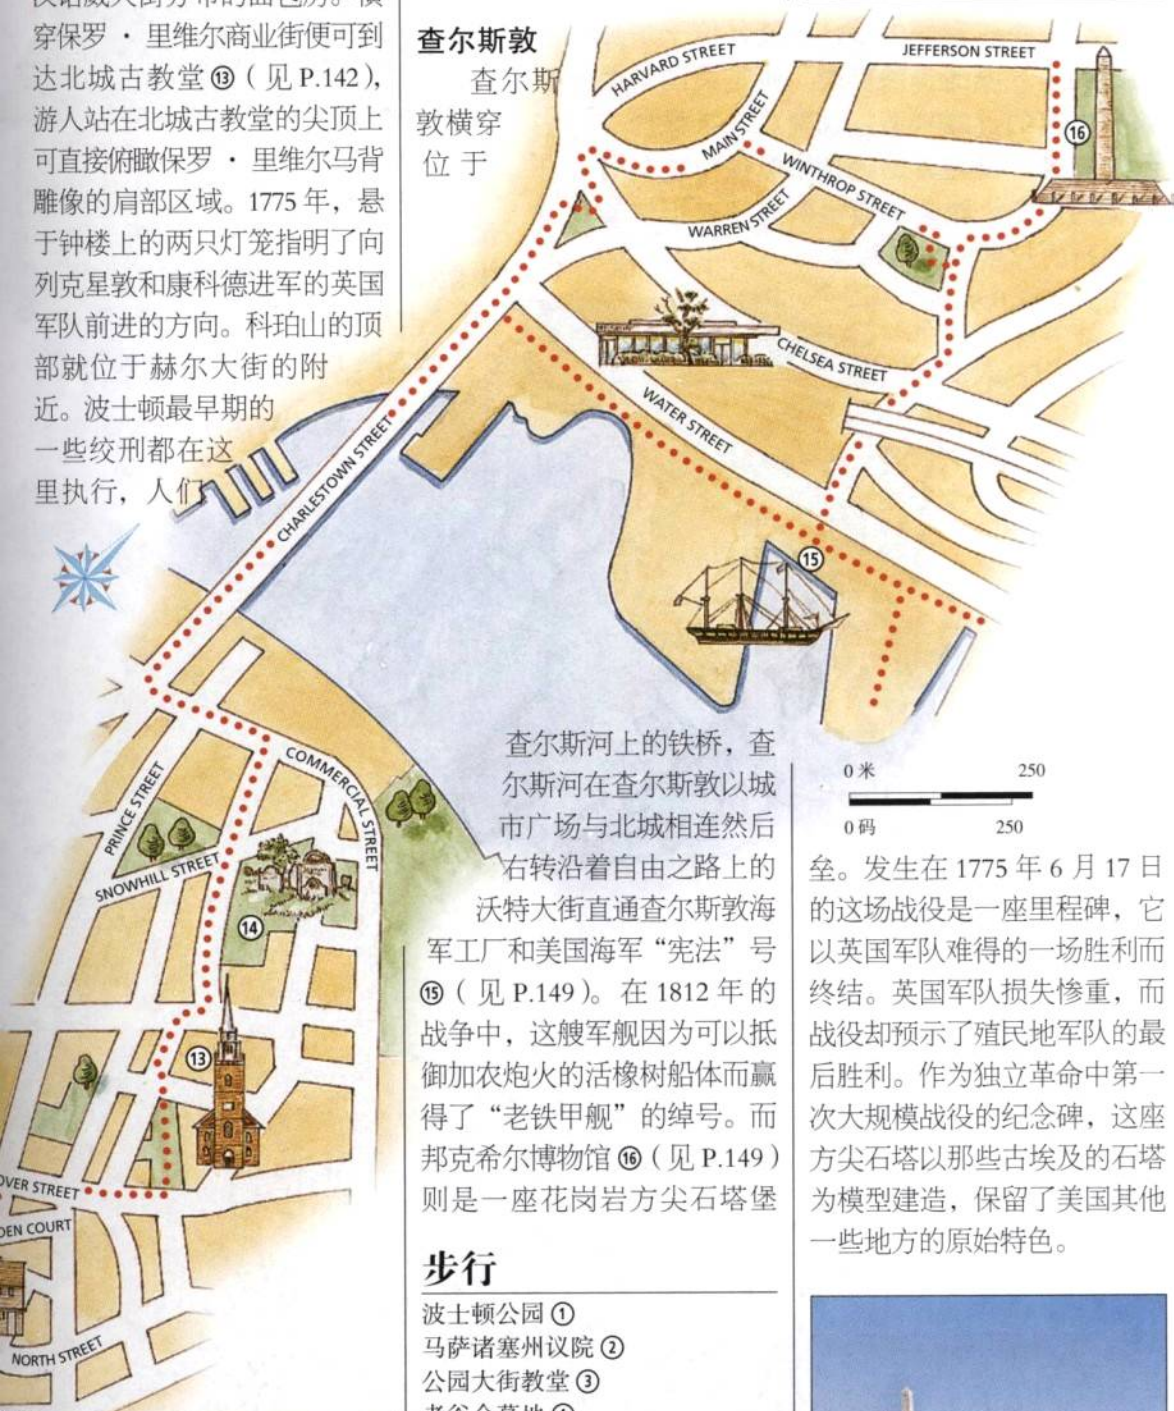 穿保罗·里维尔商业街便可到
达北城古教堂⑬（见 P.142），
游人站在北城古教堂的尖顶上
可直接俯瞰保罗·里维尔马背
雕像的肩部区域。1775 年，悬
于钟楼上的两只灯笼指明了向
列克星敦和康科德进军的英国
军队前进的方向。科珀山的顶
部就位于赫尔大街的附
近。波士顿最早期的
一些绞刑都在这
里执行，人们
查尔斯敦
查尔斯
敦横穿
位于
HARVARD STREET
JEFFERSON STREET
MAIN STREET
⑯
WINTHROP STREET
WARREN STREET
CHELSEA STREET
WATER STREET
CHARLESTOWN STREET
⑮
COMMERCIAL STREET
PRINCE STREET
SNOWHILL STREET
⑭
⑬
OVER STREET
DEN COURT
NORTH STREET
0 米 250
0 码 250
查尔斯河上的铁桥，查
尔斯河在查尔斯敦以城
市广场与北城相连然后
右转沿着自由之路上的
沃特大街直通查尔斯敦海
军工厂和美国海军“宪法”号
⑮（见 P.149）。在 1812 年的
战争中，这艘军舰因为可以抵
御加农炮火的活橡树船体而赢
得了“老铁甲舰”的绰号。而
邦克希尔博物馆⑯（见 P.149）
则是一座花岗岩方尖石塔堡
垒。发生在 1775 年 6 月 17 日
的这场战役是一座里程碑，它
以英国军队难得的一场胜利而
终结。英国军队损失惨重，而
战役却预示了殖民地军队的最
后胜利。作为独立革命中第一
次大规模战役的纪念碑，这座
方尖石塔以那些古埃及的石塔
为模型建造，保留了美国其他
一些地方的原始特色。
步行
波士顿公园①
马萨诸塞州议院②
公园大街教堂③